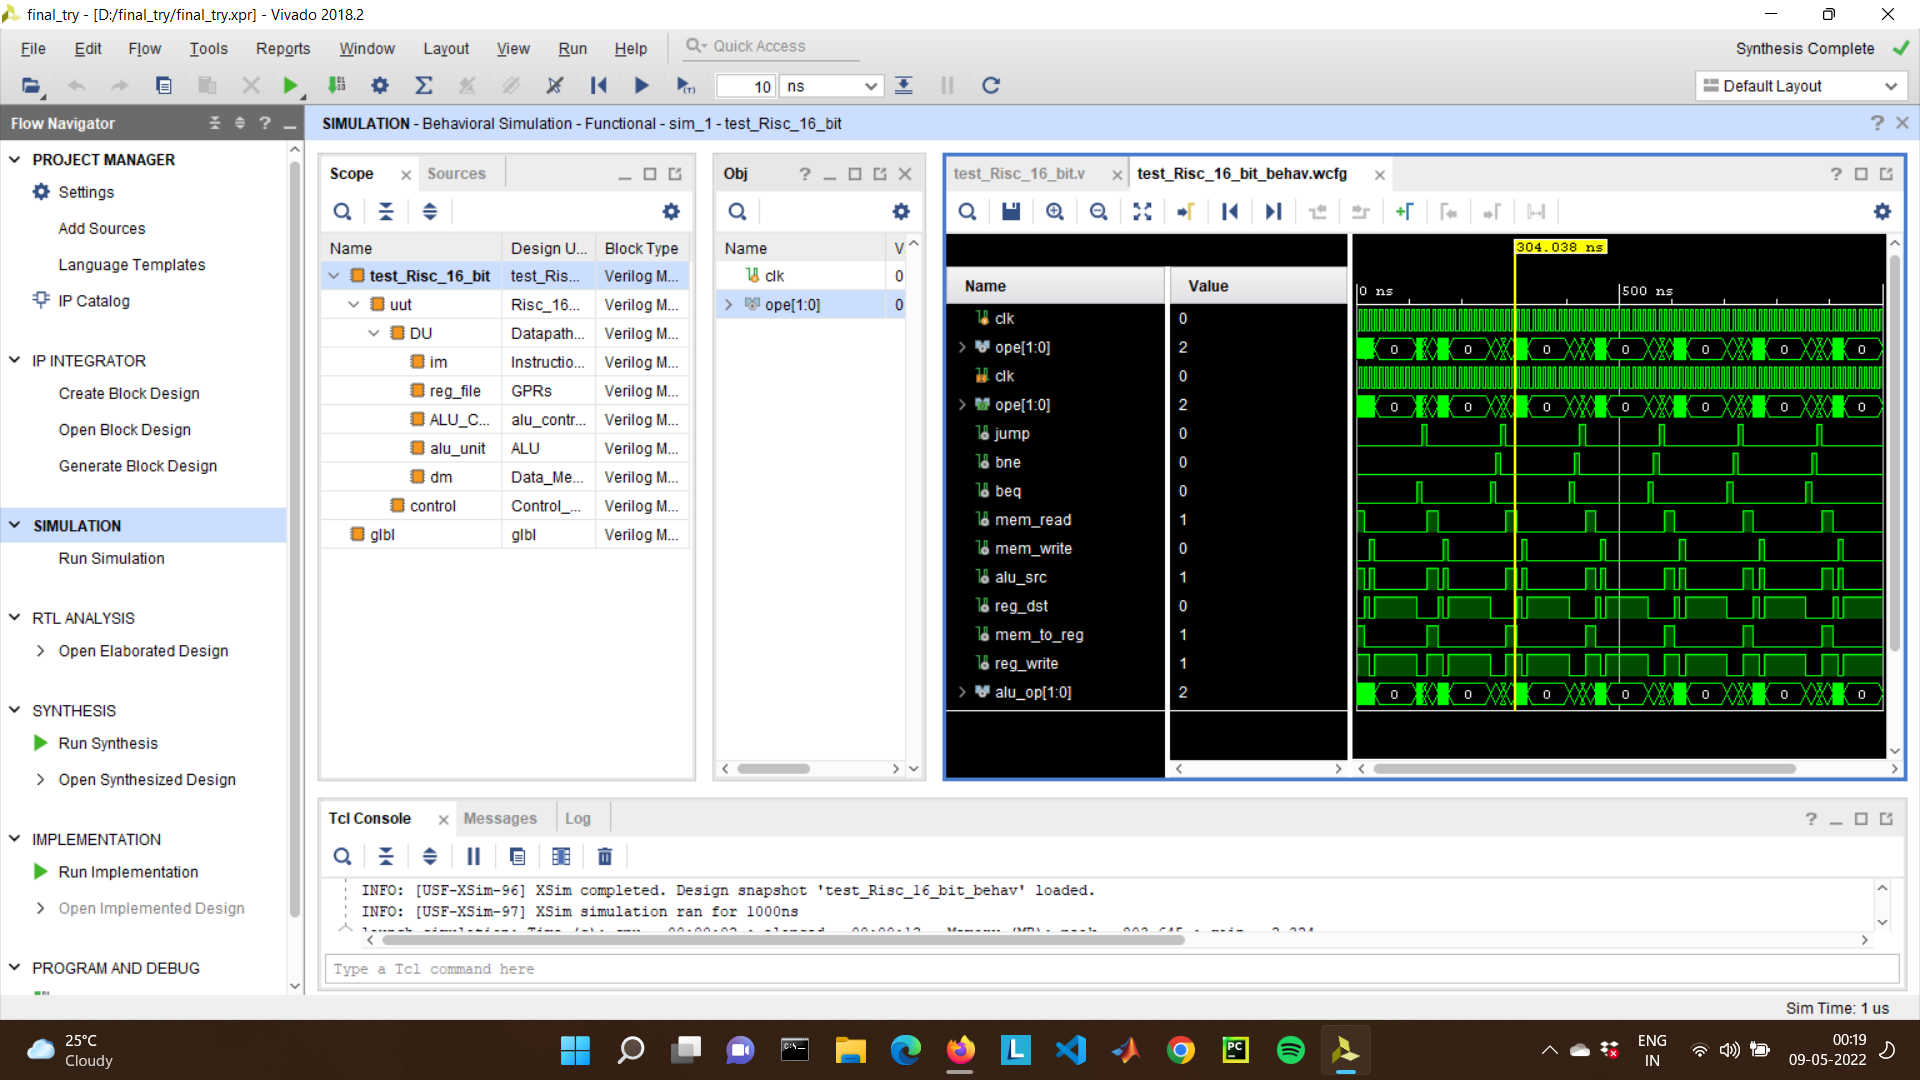 final_try - [D:/final_try/final_try.xpr] - Vivado 2018.2
File Edit Flow Tools Reports Window Layout View Run Help Quick Access
Synthesis Complete
10 ns
Default Layout
Flow Navigator
SIMULATION - Behavioral Simulation - Functional - sim_1 - test_Risc_16_bit
PROJECT MANAGER
Settings
Add Sources
Language Templates
IP Catalog
IP INTEGRATOR
Create Block Design
Open Block Design
Generate Block Design
SIMULATION
Run Simulation
RTL ANALYSIS
Open Elaborated Design
SYNTHESIS
Run Synthesis
Open Synthesized Design
IMPLEMENTATION
Run Implementation
Open Implemented Design
PROGRAM AND DEBUG
Scope Sources
Name Design U... Block Type
test_Risc_16_bit test_Ris... Verilog M...
uut Risc_16... Verilog M...
DU Datapath... Verilog M...
im Instructio... Verilog M...
reg_file GPRs Verilog M...
ALU_C... alu_contr... Verilog M...
alu_unit ALU Verilog M...
dm Data_Me... Verilog M...
control Control_... Verilog M...
glbl glbl Verilog M...
Obj
Name V
clk 0
ope[1:0] 0
test_Risc_16_bit.v test_Risc_16_bit_behav.wcfg
304.038 ns
Name Value
0 ns 500 ns
clk 0
ope[1:0] 2 0 0 0 0 0 0 0
clk 0
ope[1:0] 2 0 0 0 0 0 0 0
jump 0
bne 0
beq 0
mem_read 1
mem_write 0
alu_src 1
reg_dst 0
mem_to_reg 1
reg_write 1
alu_op[1:0] 2 0 0 0 0 0 0 0
Tcl Console Messages Log
INFO: [USF-XSim-96] XSim completed. Design snapshot 'test_Risc_16_bit_behav' loaded.
INFO: [USF-XSim-97] XSim simulation ran for 1000ns
Type a Tcl command here
Sim Time: 1 us
25°C
Cloudy
ENG
IN
00:19
09-05-2022